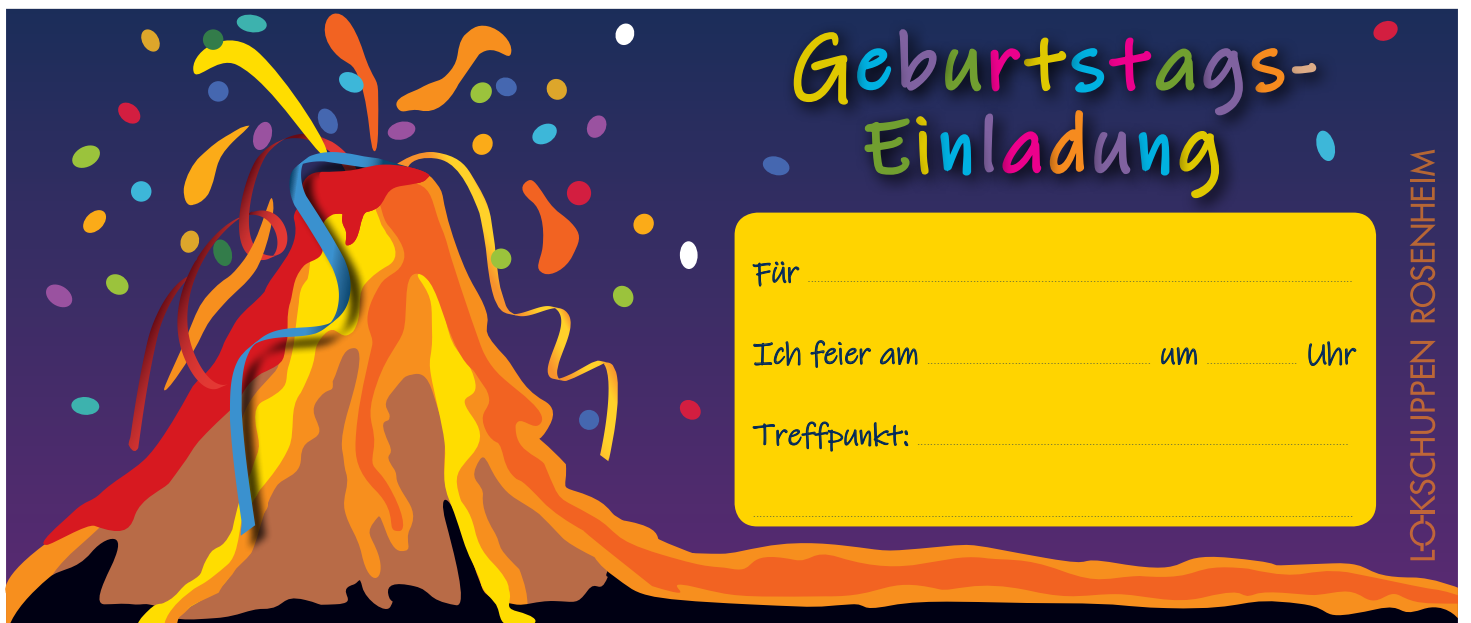 Geburtstags-
Einladung
Für
Ich feier am um Uhr
Treffpunkt:
LOKSCHUPPEN ROSENHEIM